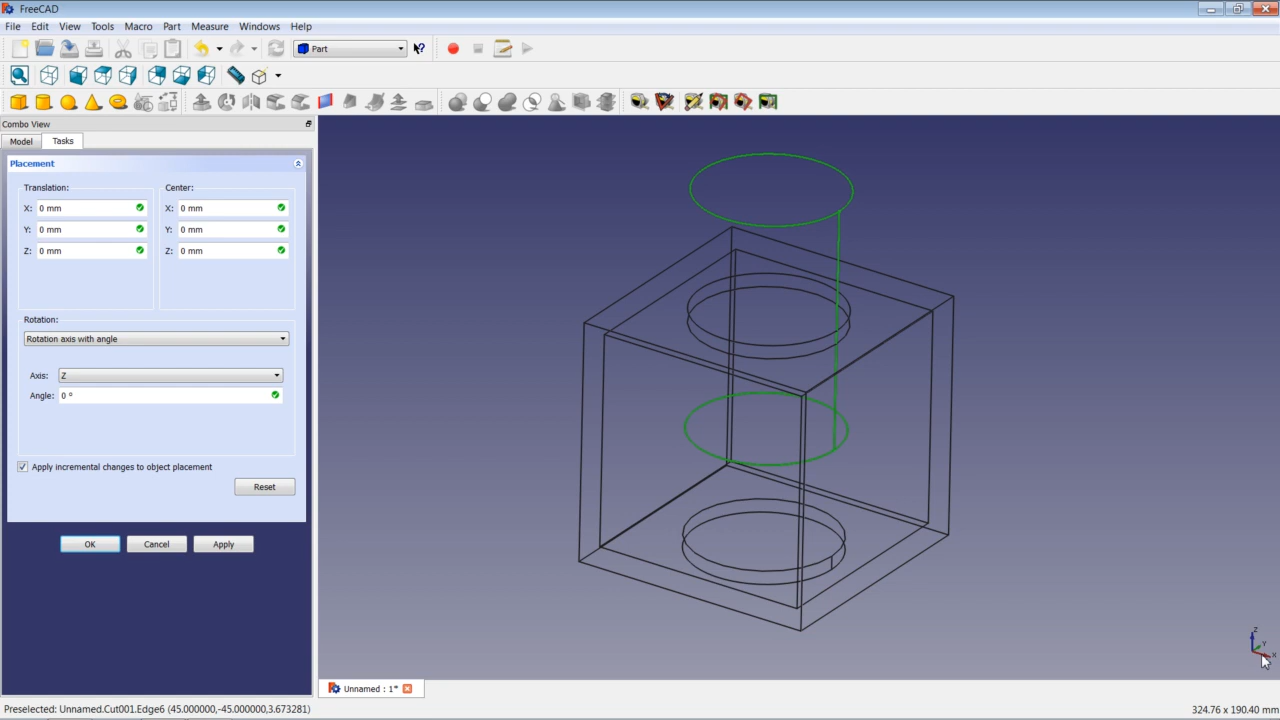 FreeCAD
File Edit View Tools Macro Part Measure Windows Help
Part
Combo View
Model Tasks
Placement
Translation: Center:
X: 0 mm X: 0 mm
Y: 0 mm Y: 0 mm
Z: 0 mm Z: 0 mm
Rotation:
Rotation axis with angle
Axis: Z
Angle: 0 °
Apply incremental changes to object placement
Reset
OK Cancel Apply
Z
Y
X
Unnamed : 1*
Preselected: Unnamed.Cut001.Edge6 (45.000000,-45.000000,3.673281) 324.76 x 190.40 mm